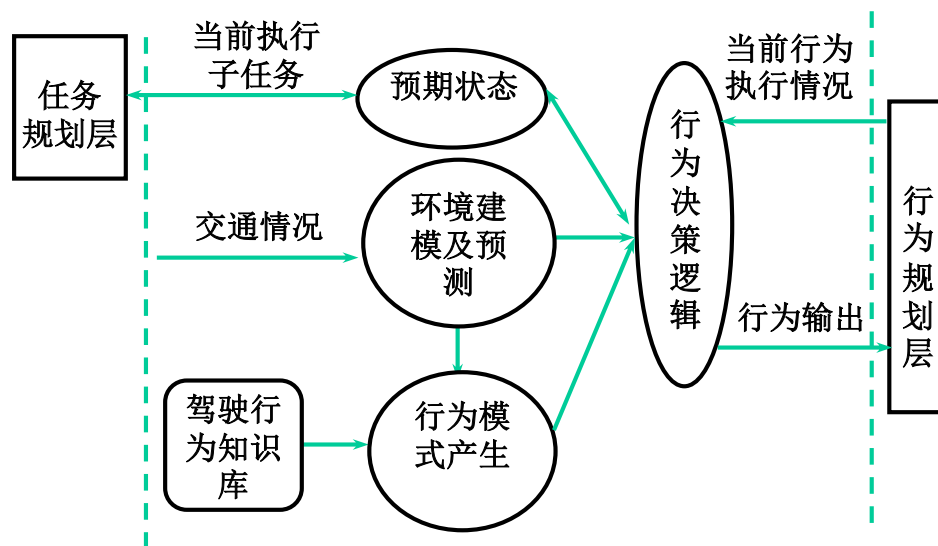 当前执行
子任务
任务
规划层
预期状态
当前行为
执行情况
行
为
决
策
逻
辑
环境建
模及预
测
交通情况
行
为
规
划
层
行为输出
驾驶行
为知识
库
行为模
式产生